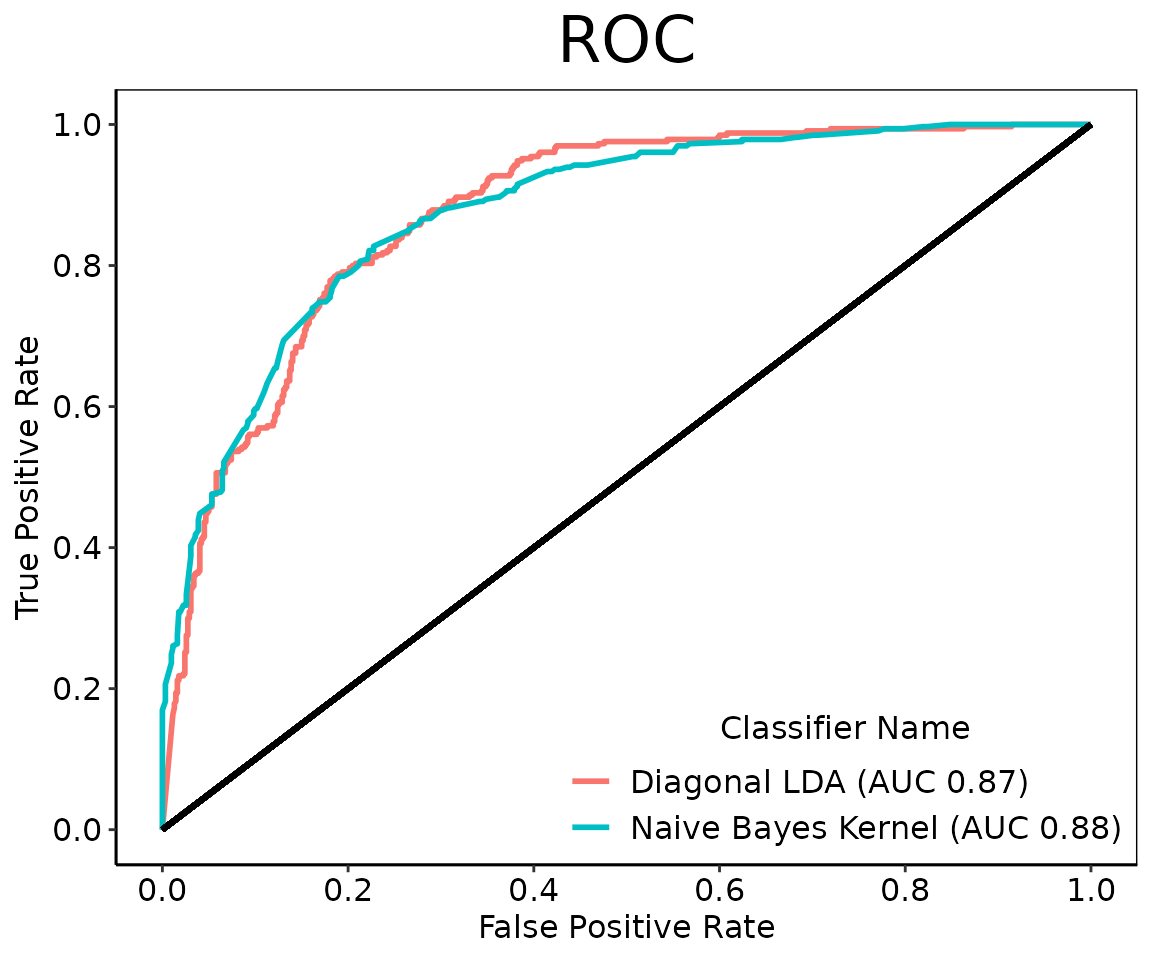 ROC
True Positive Rate
1.0
0.8
0.6
0.4
0.2
0.0
Classifier Name
Diagonal LDA (AUC 0.87)
Naive Bayes Kernel (AUC 0.88)
0.0 0.2 0.4 0.6 0.8 1.0
False Positive Rate